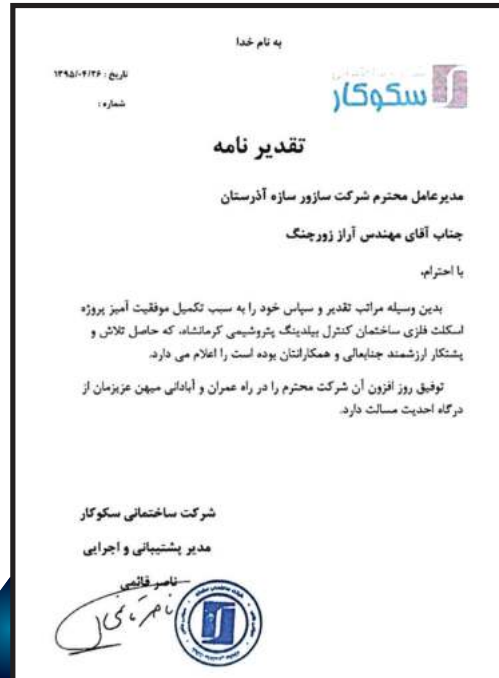 به نام خدا
تاریخ : ۱۳۹۵/۰۴/۲۶
شماره :
سکوکار
تقدیر نامه
مدیرعامل محترم شرکت سازور سازه آذرستان
جناب آقای مهندس آراز زورچنگ
با احترام،
بدین وسیله مراتب تقدیر و سپاس خود را به سبب تکمیل موفقیت آمیز پروژه
اسکلت فلزی ساختمان کنترل بیلدینگ پتروشیمی کرمانشاه، که حاصل تلاش و
پشتکار ارزشمند جنابعالی و همکارانتان بوده است را اعلام می دارد.
توفیق روز افزون آن شرکت محترم را در راه عمران و آبادانی میهن عزیزمان از
درگاه احدیت مسالت دارد.
شرکت ساختمانی سکوکار
مدیر پشتیبانی و اجرایی
ناصر قائمی